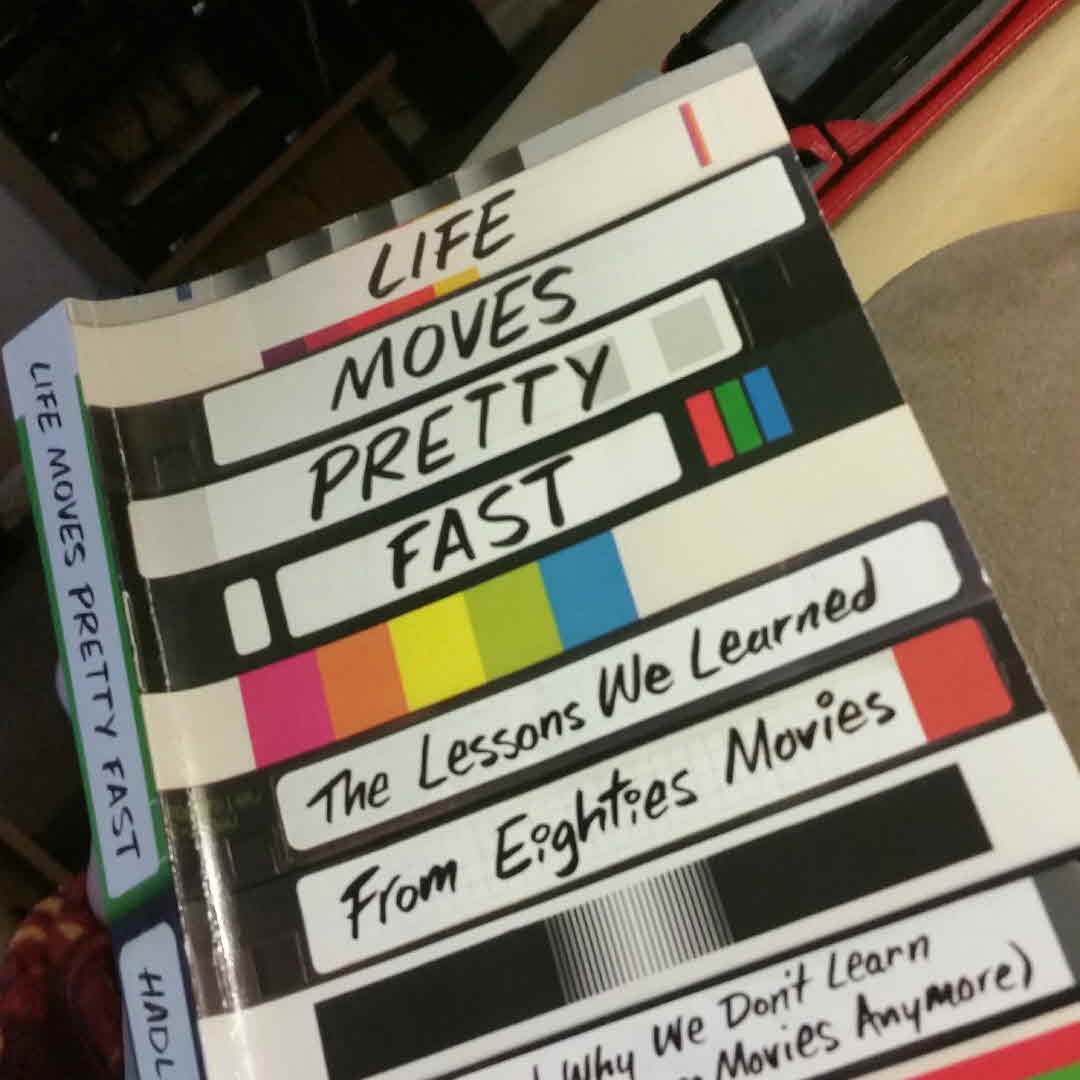 LIFE
MOVES
PRETTY
FAST
The Lessons We Learned
From Eighties Movies
Why We Don't Learn
Movies Anymore)
LIFE MOVES PRETTY FAST
HADL